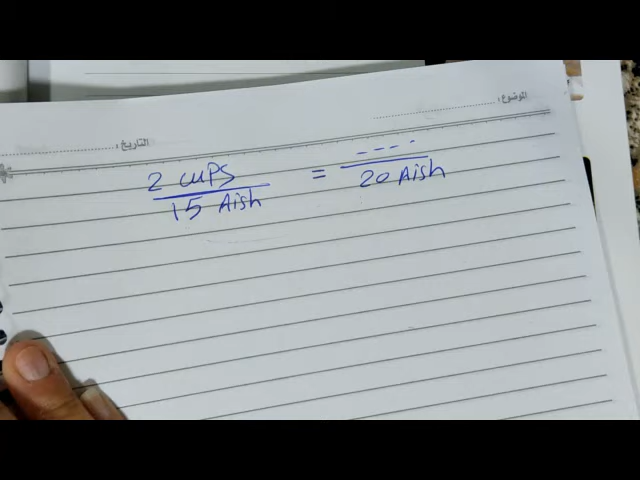 الموضوع :
التاريخ :
2 cups = ----
15 Aish 20 Aish